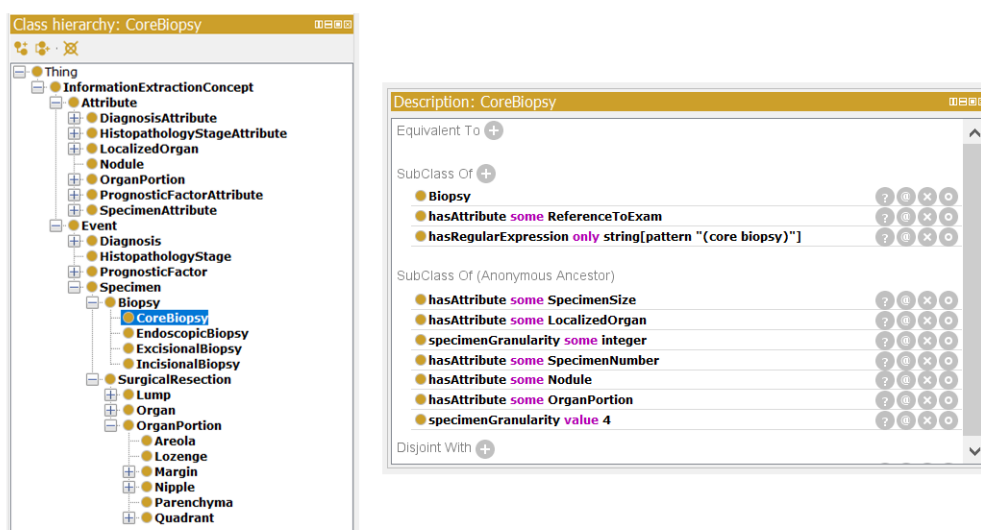 Class hierarchy: CoreBiopsy
Thing
InformationExtractionConcept
Attribute
DiagnosisAttribute
HistopathologyStageAttribute
LocalizedOrgan
Nodule
OrganPortion
PrognosticFactorAttribute
SpecimenAttribute
Event
Diagnosis
HistopathologyStage
PrognosticFactor
Specimen
Biopsy
CoreBiopsy
EndoscopicBiopsy
ExcisionalBiopsy
IncisionalBiopsy
SurgicalResection
Lump
Organ
OrganPortion
Areola
Lozenge
Margin
Nipple
Parenchyma
Quadrant
Description: CoreBiopsy
Equivalent To
SubClass Of
Biopsy
hasAttribute some ReferenceToExam
hasRegularExpression only string[pattern "(core biopsy)"]
SubClass Of (Anonymous Ancestor)
hasAttribute some SpecimenSize
hasAttribute some LocalizedOrgan
specimenGranularity some integer
hasAttribute some SpecimenNumber
hasAttribute some Nodule
hasAttribute some OrganPortion
specimenGranularity value 4
Disjoint With